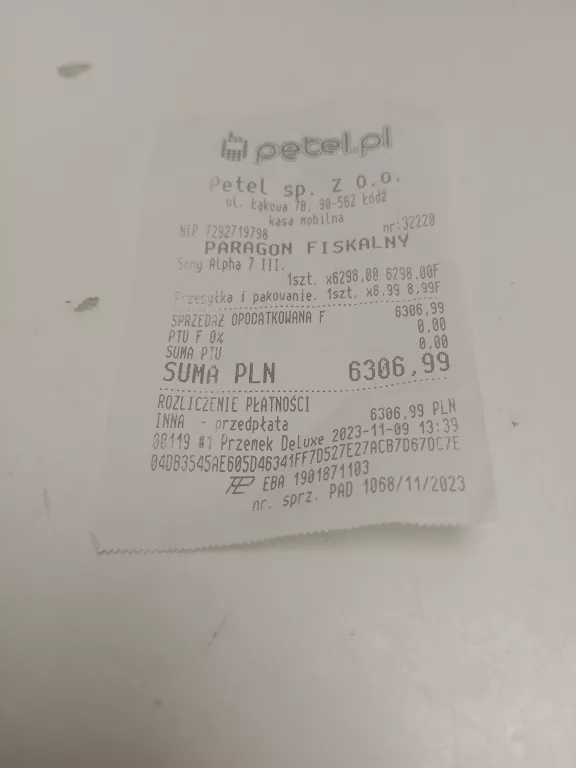 petel.pl
Petel sp. z o.o.
ul. Łąkowa 7B, 90-562 Łódź
kasa mobilna
NIP 7292719798 nr:32220
PARAGON FISKALNY
Sony Alpha 7 III.
1szt. x6298,00 6298,00F
Przesyłka i pakowanie. 1szt. x8,99 8,99F
SPRZEDAŻ OPODATKOWANA F 6306,99
PTU F 0% 0,00
SUMA PTU 0,00
SUMA PLN 6306,99
ROZLICZENIE PŁATNOŚCI
INNA - przedpłata 6306,99 PLN
00119 #1 Przemek Deluxe 2023-11-09 13:39
04DB3545AE605D46341FF7D527E27ACB7D67DC7E
EBA 1901871103
nr. sprz. PAD 1068/11/2023